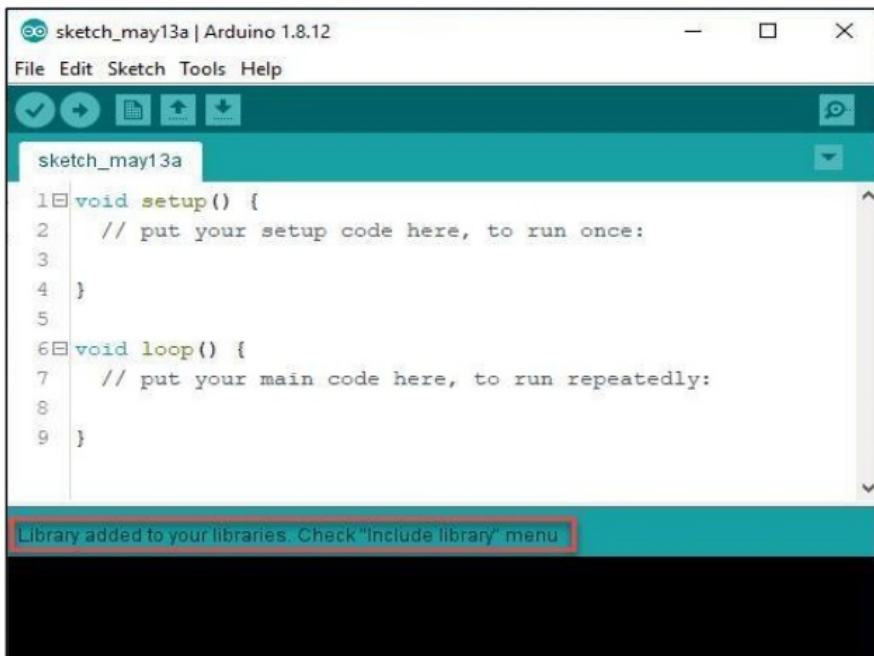 sketch_may13a | Arduino 1.8.12
File Edit Sketch Tools Help
sketch_may13a
1 void setup() {
2 // put your setup code here, to run once:
3
4 }
5
6 void loop() {
7 // put your main code here, to run repeatedly:
8
9 }
Library added to your libraries. Check "Include library" menu